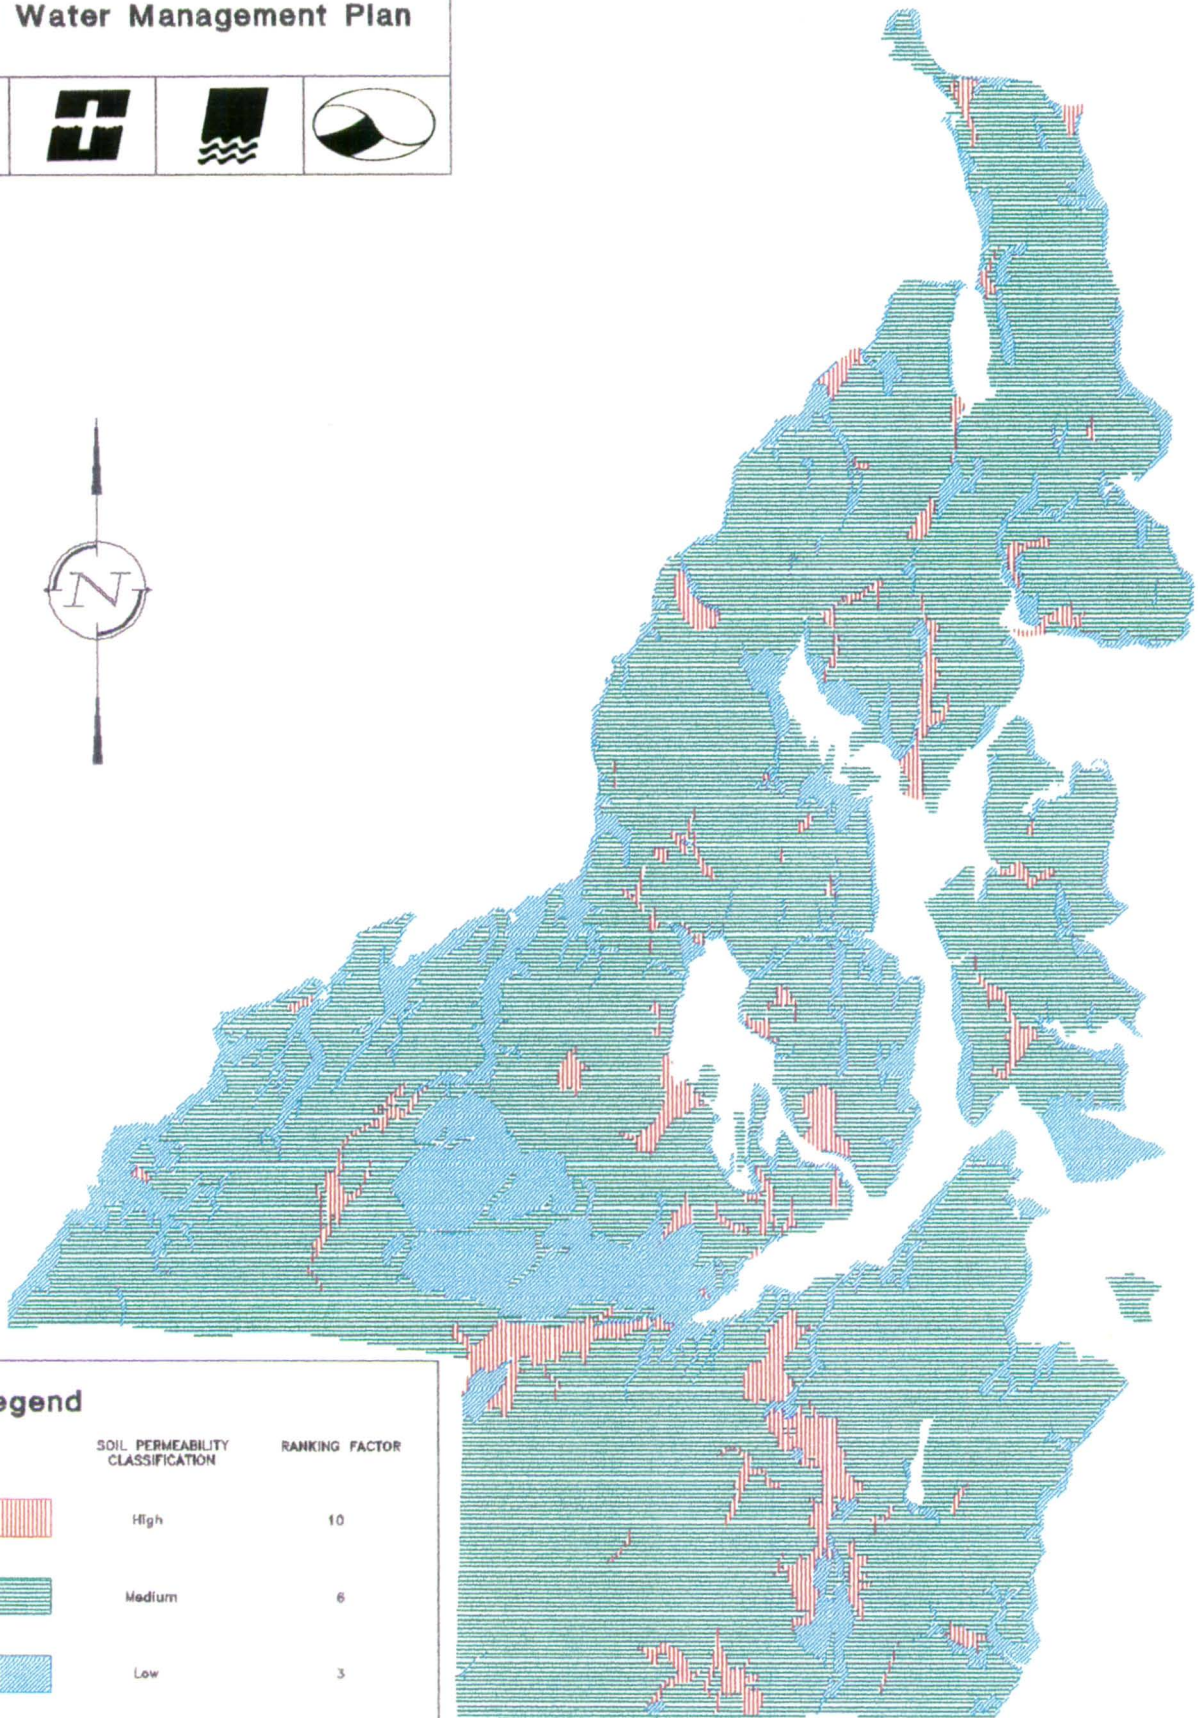 Water Management Plan
N
egend
SOIL PERMEABILITY RANKING FACTOR
CLASSIFICATION
High 10
Medium 6
Low 3